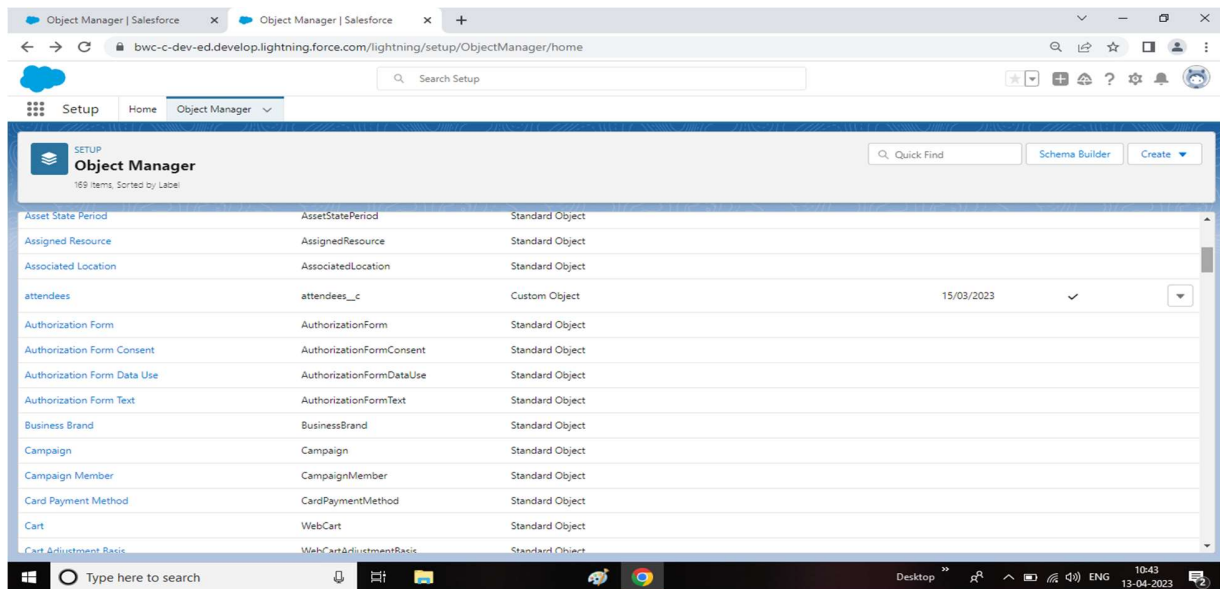 Object Manager | Salesforce Object Manager | Salesforce
bwc-c-dev-ed.develop.lightning.force.com/lightning/setup/ObjectManager/home
Search Setup
Setup Home Object Manager
SETUP
Object Manager
169 Items, Sorted by Label
Quick Find Schema Builder Create
Asset State Period AssetStatePeriod Standard Object
Assigned Resource AssignedResource Standard Object
Associated Location AssociatedLocation Standard Object
attendees attendees__c Custom Object 15/03/2023
Authorization Form AuthorizationForm Standard Object
Authorization Form Consent AuthorizationFormConsent Standard Object
Authorization Form Data Use AuthorizationFormDataUse Standard Object
Authorization Form Text AuthorizationFormText Standard Object
Business Brand BusinessBrand Standard Object
Campaign Campaign Standard Object
Campaign Member CampaignMember Standard Object
Card Payment Method CardPaymentMethod Standard Object
Cart WebCart Standard Object
Cart Adjustment Basis WebCartAdjustmentBasis Standard Object
Type here to search Desktop ENG 10:43
13-04-2023